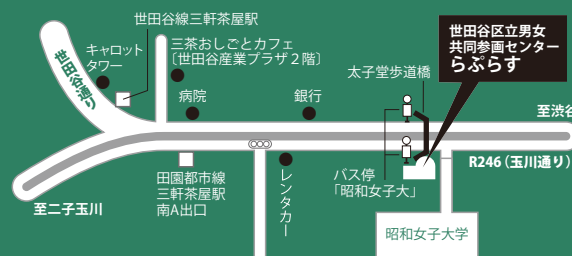 世田谷線三軒茶屋駅
キャロット
タワー
世田谷通り
三茶おしごとカフェ
〔世田谷産業プラザ2階〕
病院
銀行
太子堂歩道橋
世田谷区立男女
共同参画センター
らぷらす
至渋谷
R246（玉川通り）
田園都市線
三軒茶屋駅
南A出口
レンタカー
バス停
「昭和女子大」
至二子玉川
昭和女子大学